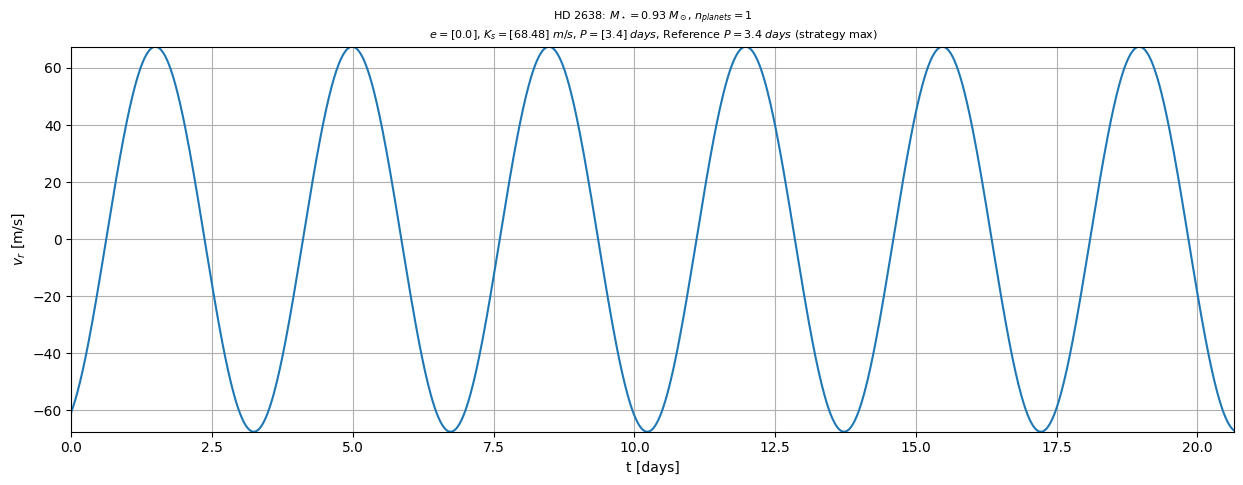 HD 2638: M⋆ = 0.93 M⊙, nplanets = 1
e = [0.0], Ks = [68.48] m/s, P = [3.4] days, Reference P = 3.4 days (strategy max)
60
40
20
0
−20
−40
−60
vr [m/s]
0.0 2.5 5.0 7.5 10.0 12.5 15.0 17.5 20.0
t [days]